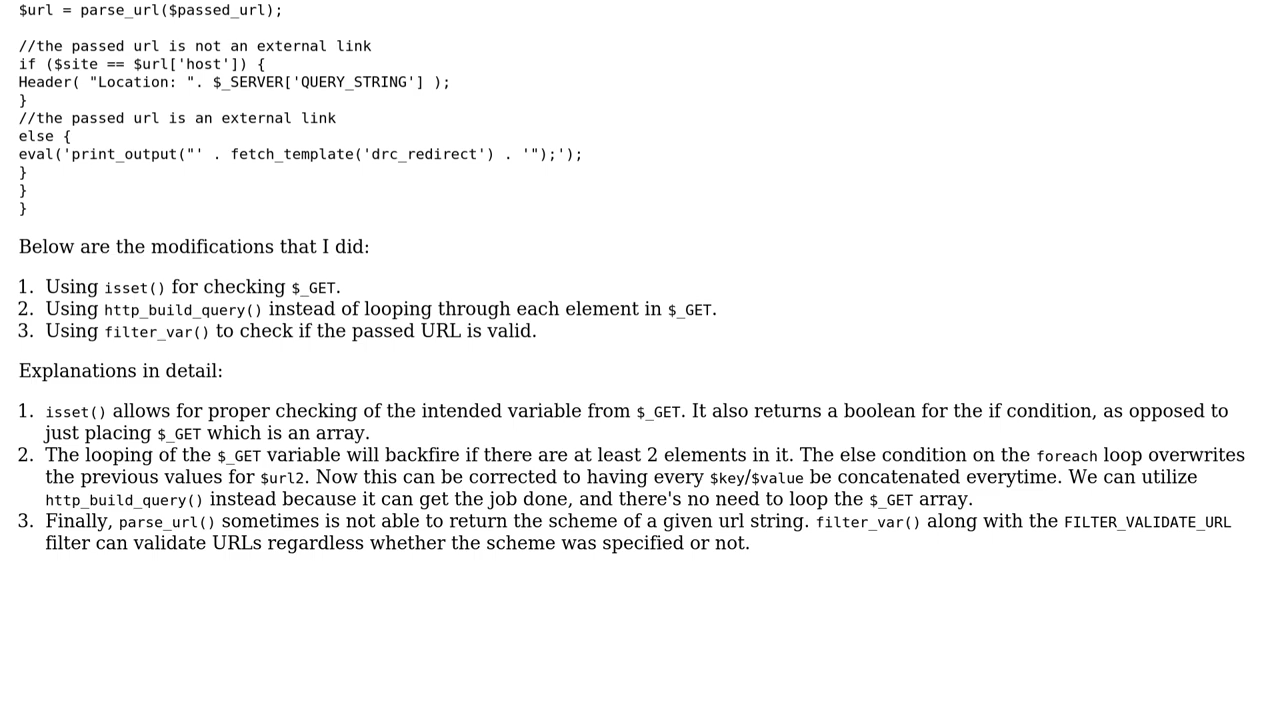 $url = parse_url($passed_url);
//the passed url is not an external link
if ($site == $url['host']) {
Header( "Location: ". $_SERVER['QUERY_STRING'] );
}
//the passed url is an external link
else {
eval('print_output("' . fetch_template('drc_redirect') . '");');
}
}
}
Below are the modifications that I did:
1. Using isset() for checking $_GET.
2. Using http_build_query() instead of looping through each element in $_GET.
3. Using filter_var() to check if the passed URL is valid.
Explanations in detail:
1. isset() allows for proper checking of the intended variable from $_GET. It also returns a boolean for the if condition, as opposed to
just placing $_GET which is an array.
2. The looping of the $_GET variable will backfire if there are at least 2 elements in it. The else condition on the foreach loop overwrites
the previous values for $url2. Now this can be corrected to having every $key/$value be concatenated everytime. We can utilize
http_build_query() instead because it can get the job done, and there's no need to loop the $_GET array.
3. Finally, parse_url() sometimes is not able to return the scheme of a given url string. filter_var() along with the FILTER_VALIDATE_URL
filter can validate URLs regardless whether the scheme was specified or not.